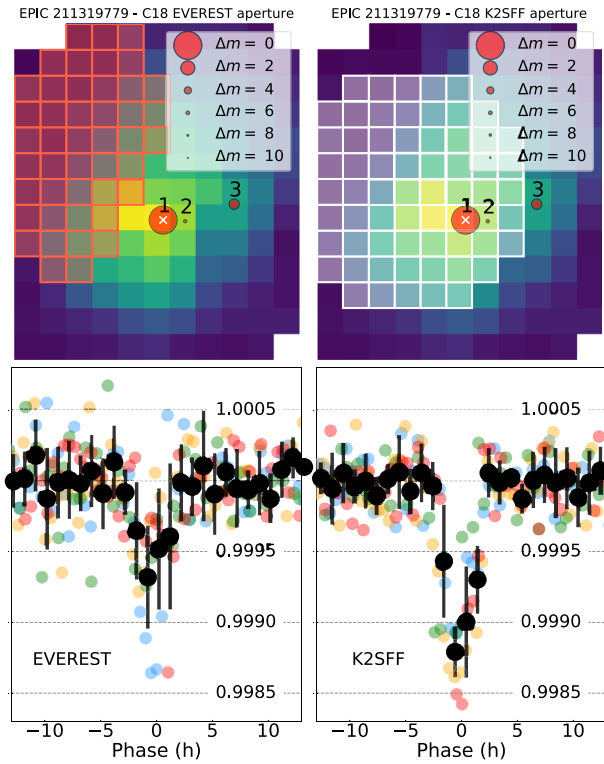 EPIC 211319779 - C18 EVEREST aperture
Δm = 0
Δm = 2
Δm = 4
Δm = 6
Δm = 8
Δm = 10
1
2
3
EPIC 211319779 - C18 K2SFF aperture
Δm = 0
Δm = 2
Δm = 4
Δm = 6
Δm = 8
Δm = 10
1
2
3
1.0005
0.9995
0.9990
0.9985
EVEREST
−10 −5 0 5 10
Phase (h)
1.0005
0.9995
0.9990
0.9985
K2SFF
−10 −5 0 5 10
Phase (h)